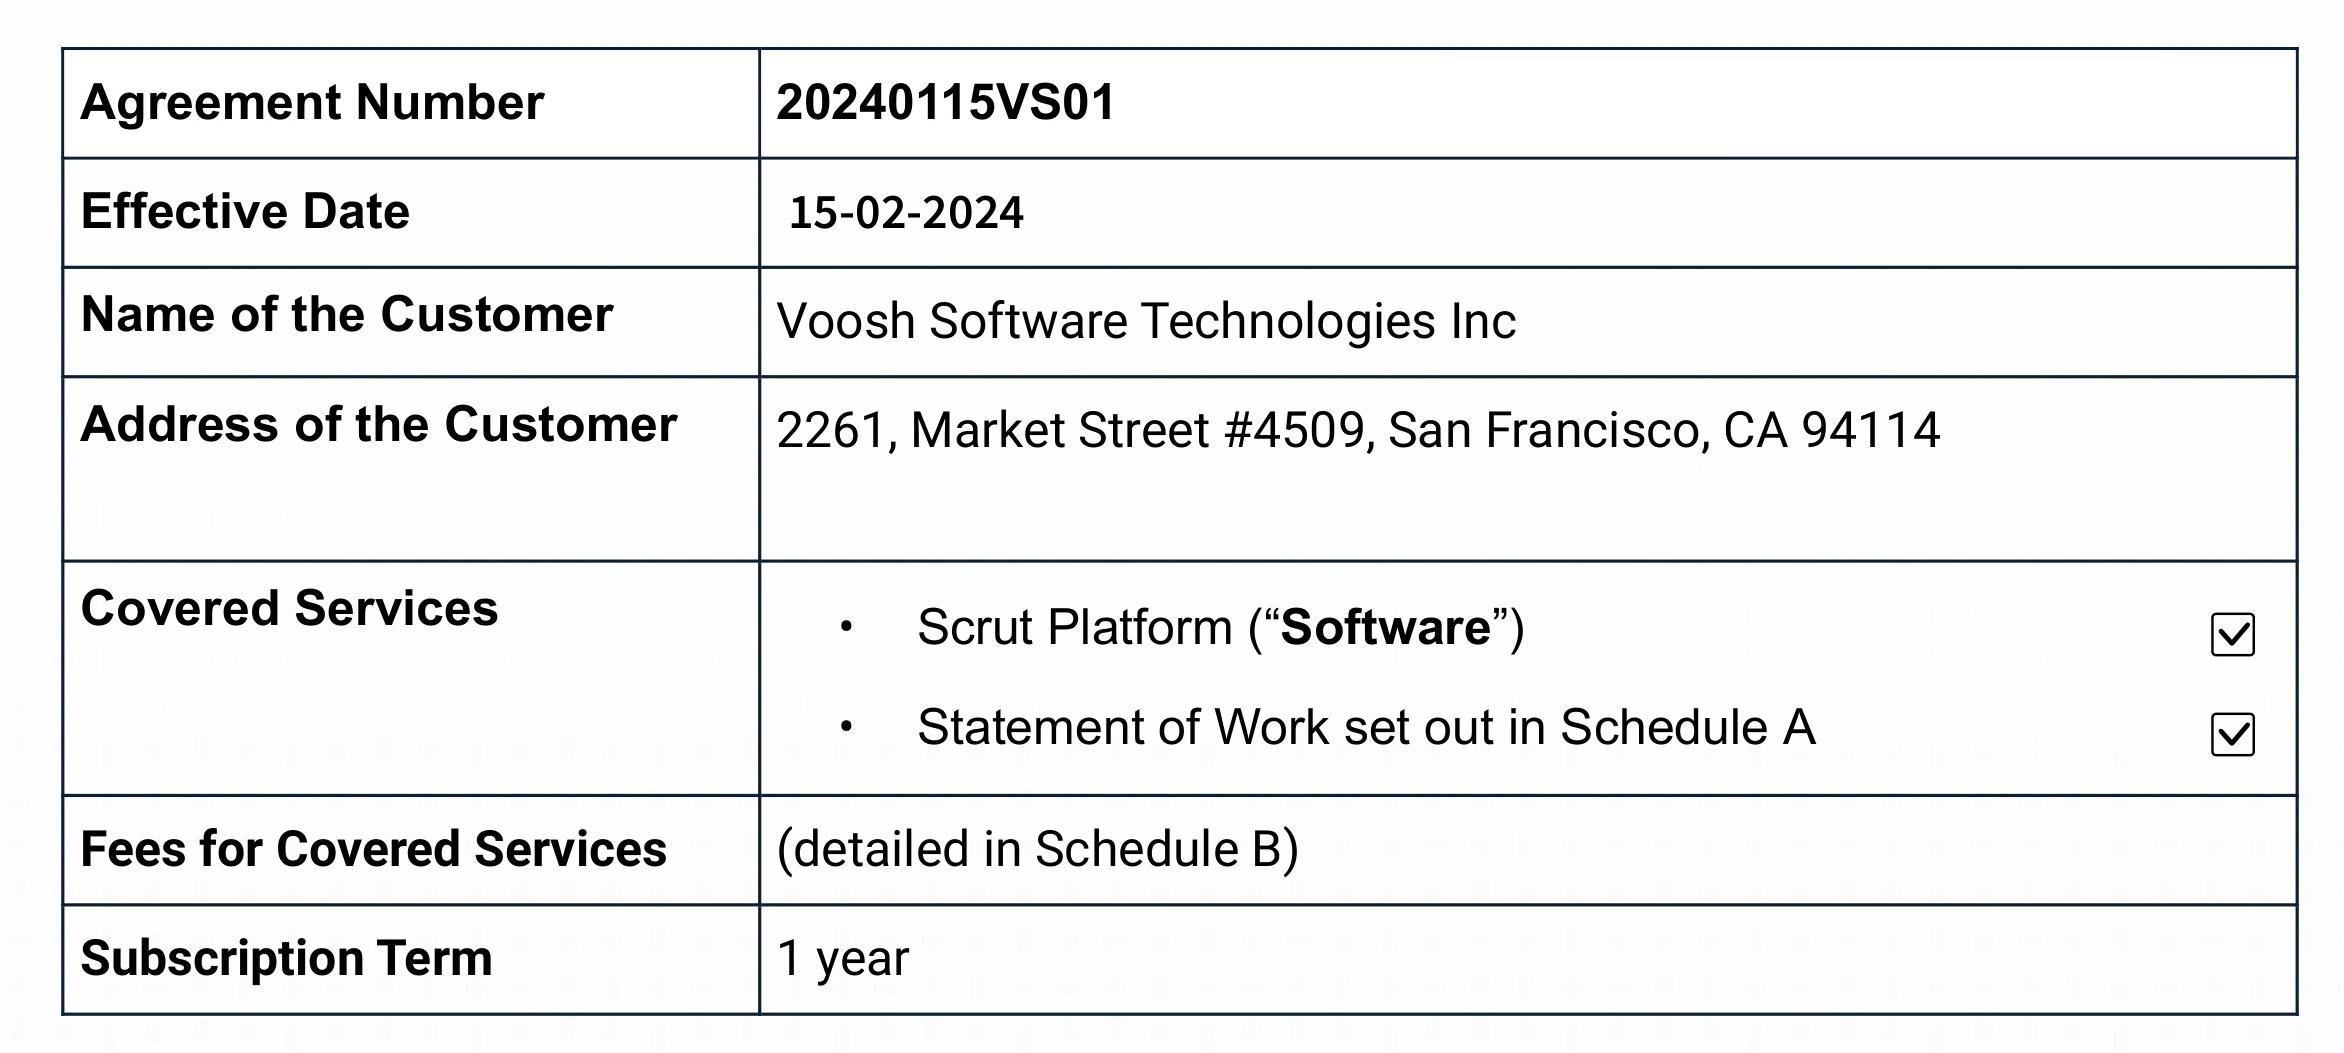 Agreement Number 20240115VS01
Effective Date 15-02-2024
Name of the Customer Voosh Software Technologies Inc
Address of the Customer 2261, Market Street #4509, San Francisco, CA 94114
Covered Services
• Scrut Platform (“Software”) ☑
• Statement of Work set out in Schedule A ☑
Fees for Covered Services (detailed in Schedule B)
Subscription Term 1 year